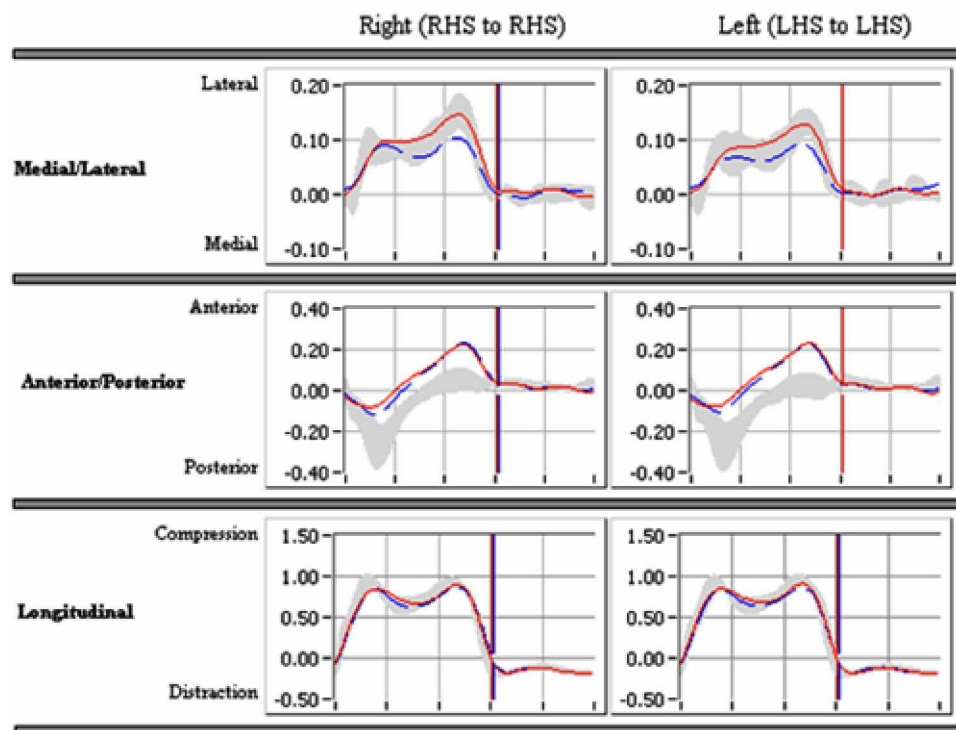 Right (RHS to RHS)
Left (LHS to LHS)
Medial/Lateral
Lateral
Medial
0.20
0.10
0.00
-0.10
0.20
0.10
0.00
-0.10
Anterior/Posterior
Anterior
Posterior
0.40
0.20
0.00
-0.20
-0.40
0.40
0.20
0.00
-0.20
-0.40
Longitudinal
Compression
Distraction
1.50
1.00
0.50
0.00
-0.50
1.50
1.00
0.50
0.00
-0.50